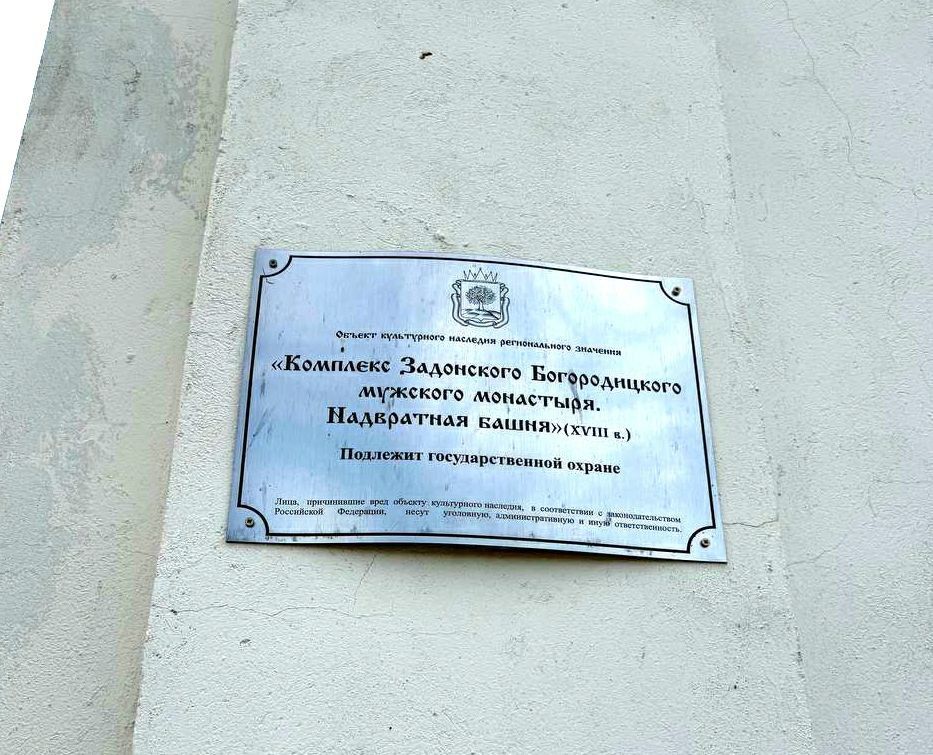 Объект культурного наследия регионального значения
«Комплекс Задонского Богородицкого
мужского монастыря.
Надвратная башня» (XVIII в.)
Подлежит государственной охране
Лица, причинившие вред объекту культурного наследия, в соответствии с законодательством
Российской Федерации, несут уголовную, административную и иную ответственность.